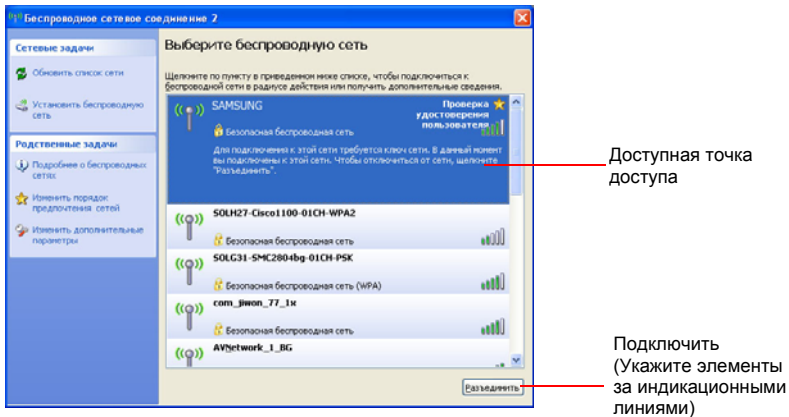 Беспроводное сетевое соединение 2
Сетевые задачи
Обновить список сети
Установить беспроводную
сеть
Родственные задачи
Подробнее о беспроводных
сетях
Изменить порядок
предпочтения сетей
Изменить дополнительные
параметры
Выберите беспроводную сеть
Щелкните по пункту в приведенном ниже списке, чтобы подключиться к
беспроводной сети в радиусе действия или получить дополнительные сведения.
SAMSUNG
Проверка
удостоверения
пользователя
Безопасная беспроводная сеть
Для подключения к этой сети требуется ключ сети. В данный момент
вы подключены к этой сети. Чтобы отключиться от сети, щелкните
"Разъединить".
SOLH27-Cisco1100-01CH-WPA2
Безопасная беспроводная сеть
SOLG31-SMC2804bg-01CH-PSK
Безопасная беспроводная сеть (WPA)
com_jiwon_77_1x
Безопасная беспроводная сеть
AVNetwork_1_BG
Разъединить
Доступная точка
доступа
Подключить
(Укажите элементы
за индикационными
линиями)